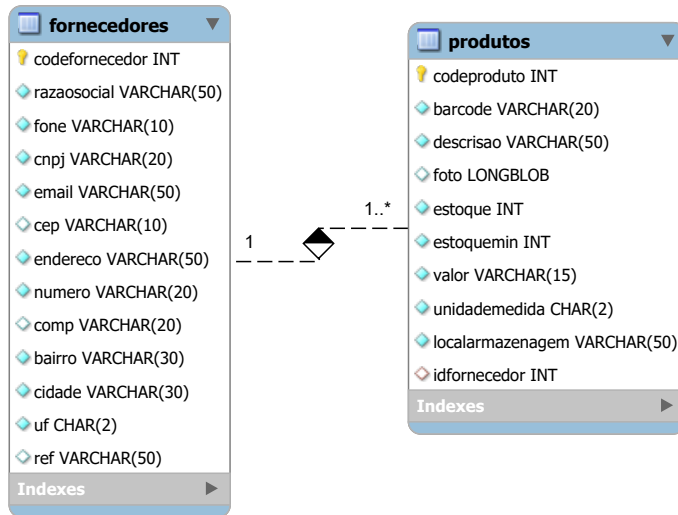 fornecedores
codefornecedor INT
razaosocial VARCHAR(50)
fone VARCHAR(10)
cnpj VARCHAR(20)
email VARCHAR(50)
cep VARCHAR(10)
endereco VARCHAR(50)
numero VARCHAR(20)
comp VARCHAR(20)
bairro VARCHAR(30)
cidade VARCHAR(30)
uf CHAR(2)
ref VARCHAR(50)
Indexes
1
1..*
produtos
codeproduto INT
barcode VARCHAR(20)
descrisao VARCHAR(50)
foto LONGBLOB
estoque INT
estoquemin INT
valor VARCHAR(15)
unidademedida CHAR(2)
localarmazenagem VARCHAR(50)
idfornecedor INT
Indexes